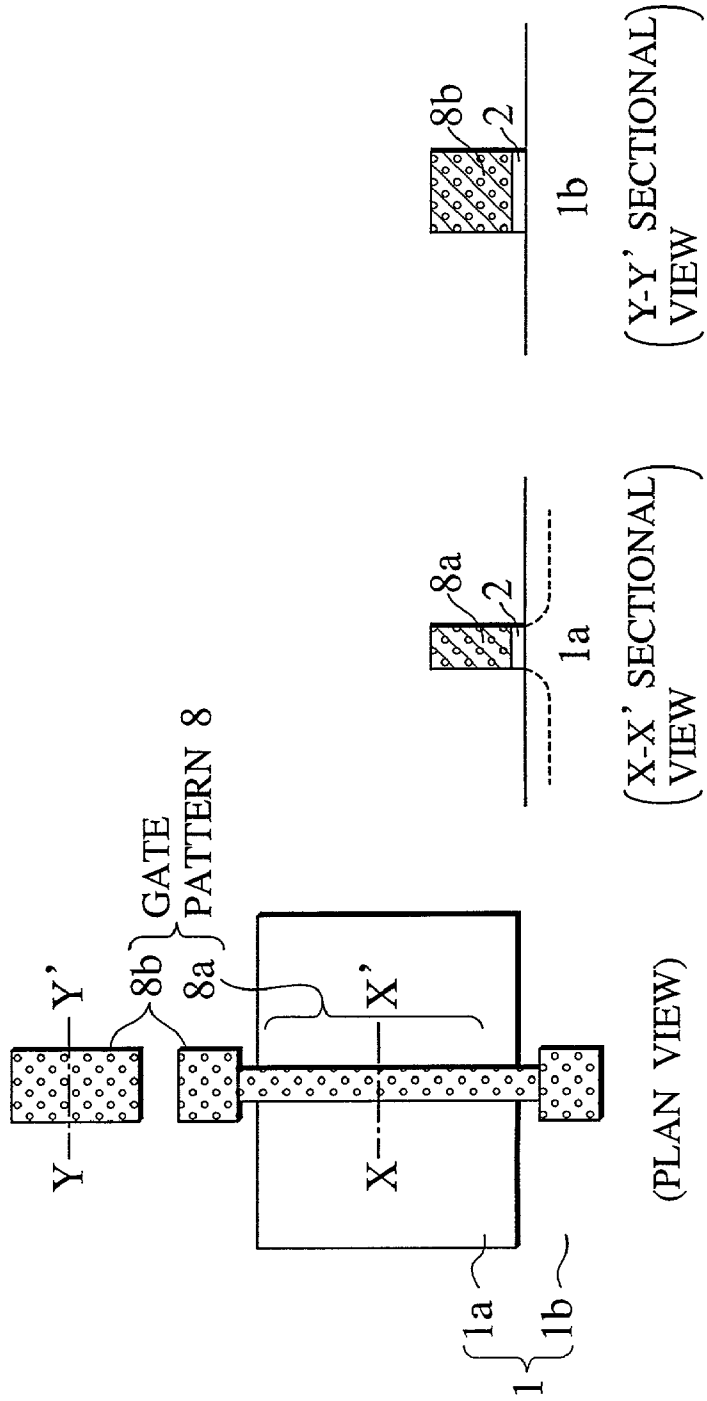 Y
Y'
8b
8a
GATE
PATTERN 8
X
X'
1a
1b
1
(PLAN VIEW)
8a
2
1a
(X-X' SECTIONAL
VIEW)
8b
2
1b
(Y-Y' SECTIONAL
VIEW)